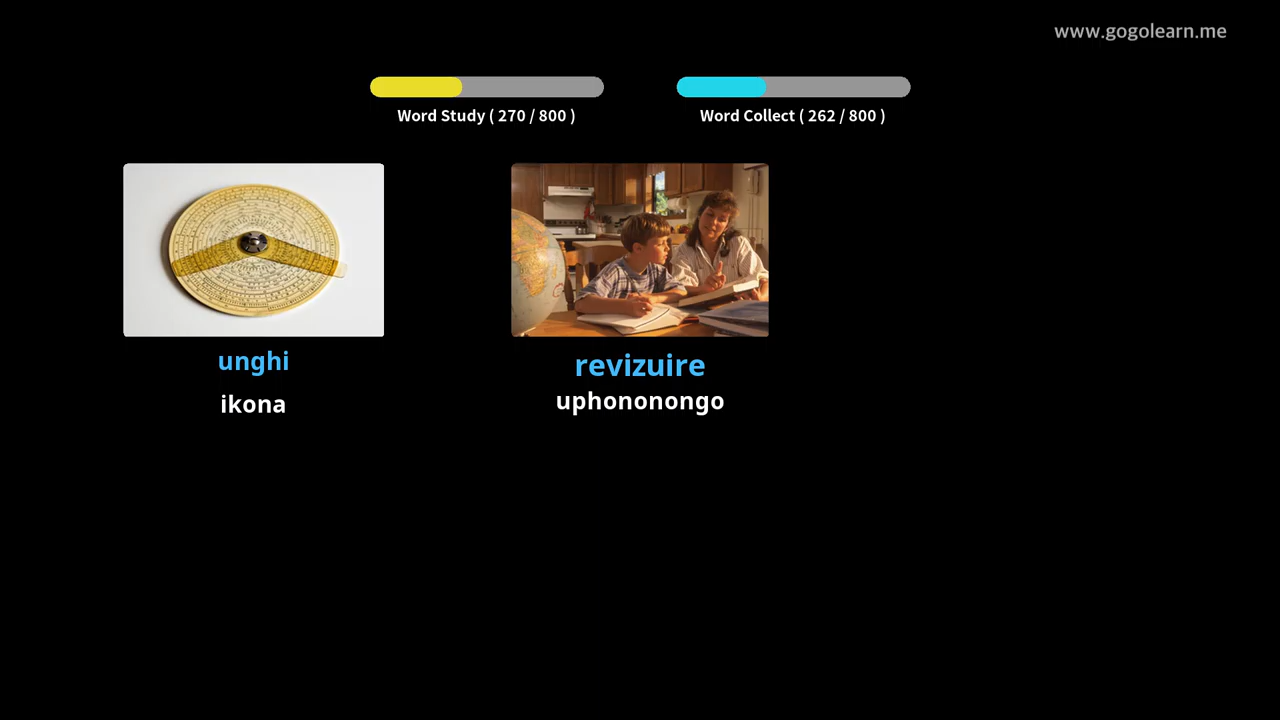 www.gogolearn.me
Word Study ( 270 / 800 )
Word Collect ( 262 / 800 )
unghi
ikona
revizuire
uphononongo